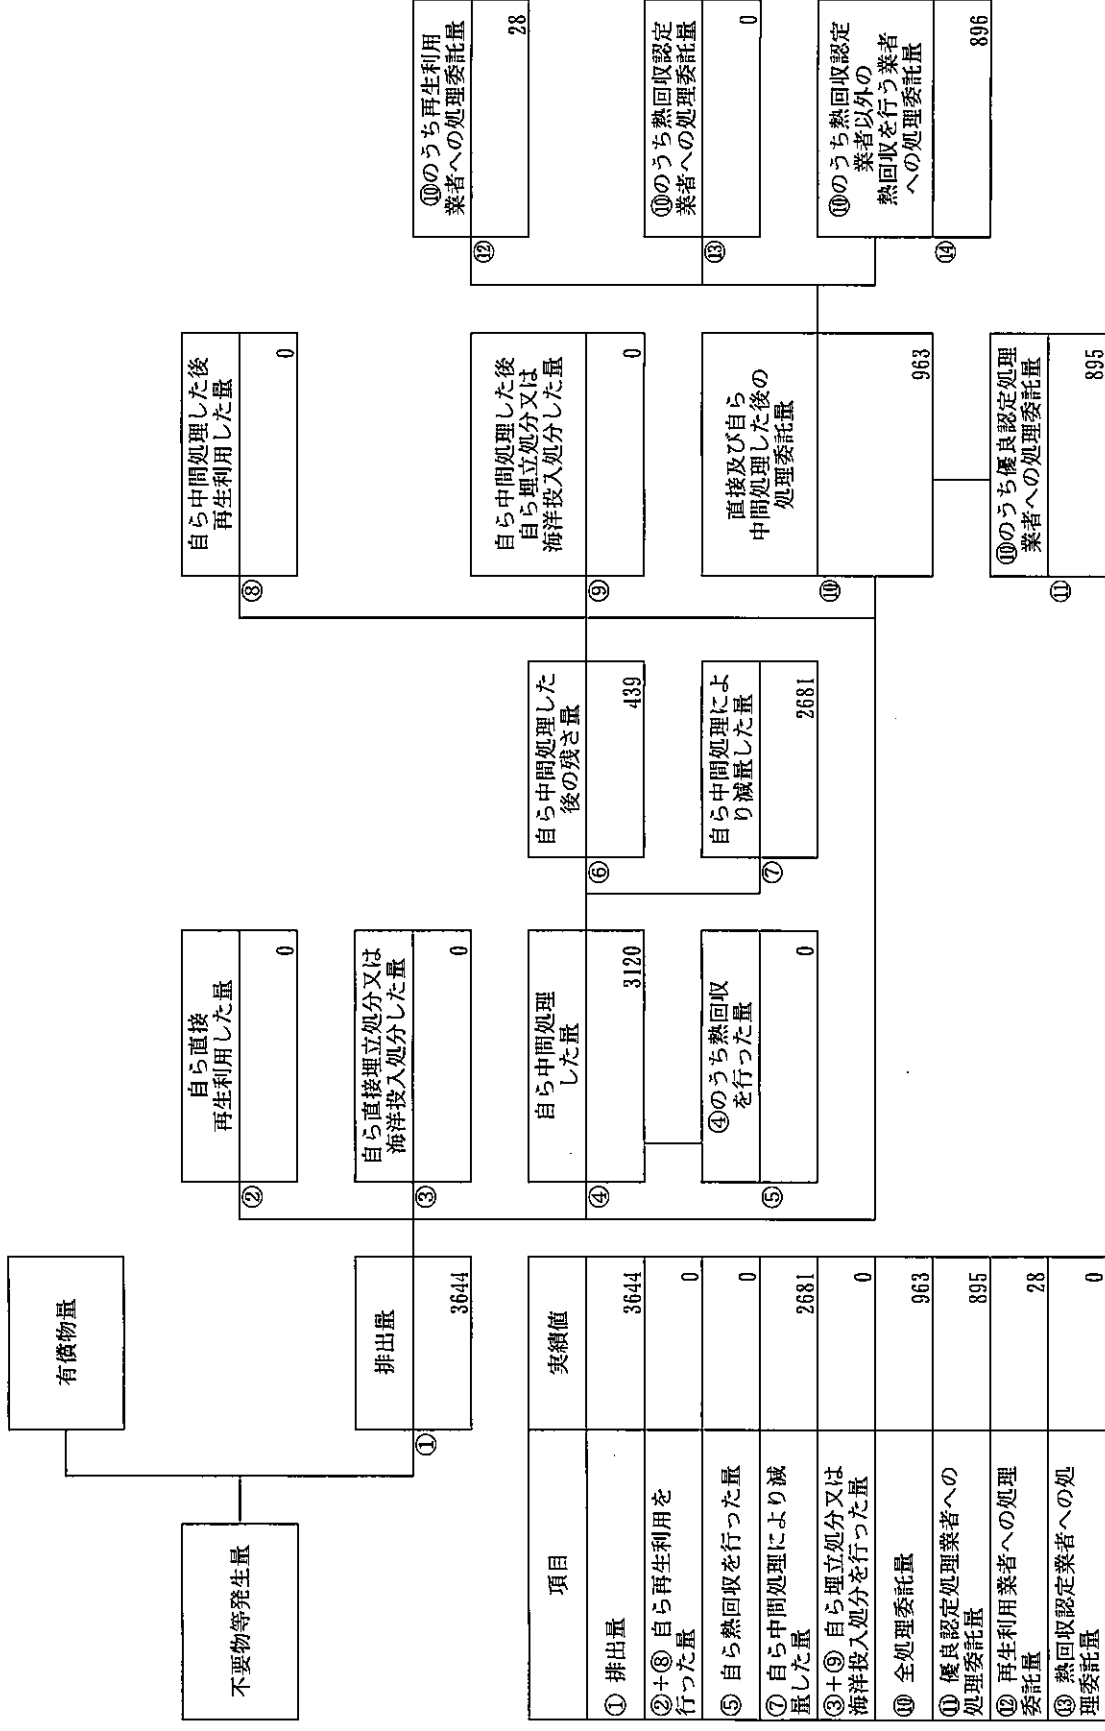 不要物等発生量
有償物量
①
排出量
3644
②
自ら直接
再生利用した量
0
③
自ら直接埋立処分又は
海洋投入処分した量
0
④
自ら中間処理
した量
3120
⑤
④のうち熱回収
を行った量
0
⑥
自ら中間処理した
後の残さ量
439
⑦
自ら中間処理によ
り減量した量
2681
⑧
自ら中間処理した後
再生利用した量
0
⑨
自ら中間処理した後
自ら埋立処分又は
海洋投入処分した量
0
⑩
直接及び自ら
中間処理した後の
処理委託量
963
⑪
⑩のうち優良認定処理
業者への処理委託量
895
⑫
⑩のうち再生利用
業者への処理委託量
28
⑬
⑩のうち熱回収認定
業者への処理委託量
0
⑭
⑩のうち熱回収認定
業者以外の
熱回収を行う業者
への処理委託量
896
項目 実績値
① 排出量 3644
②+⑧ 自ら再生利用を
行った量 0
⑤ 自ら熱回収を行った量 0
⑦ 自ら中間処理により減
量した量 2681
③+⑨ 自ら埋立処分又は
海洋投入処分を行った量 0
⑩ 全処理委託量 963
⑪ 優良認定処理業者への
処理委託量 895
⑫ 再生利用業者への処理
委託量 28
⑬ 熱回収認定業者への処
理委託量 0